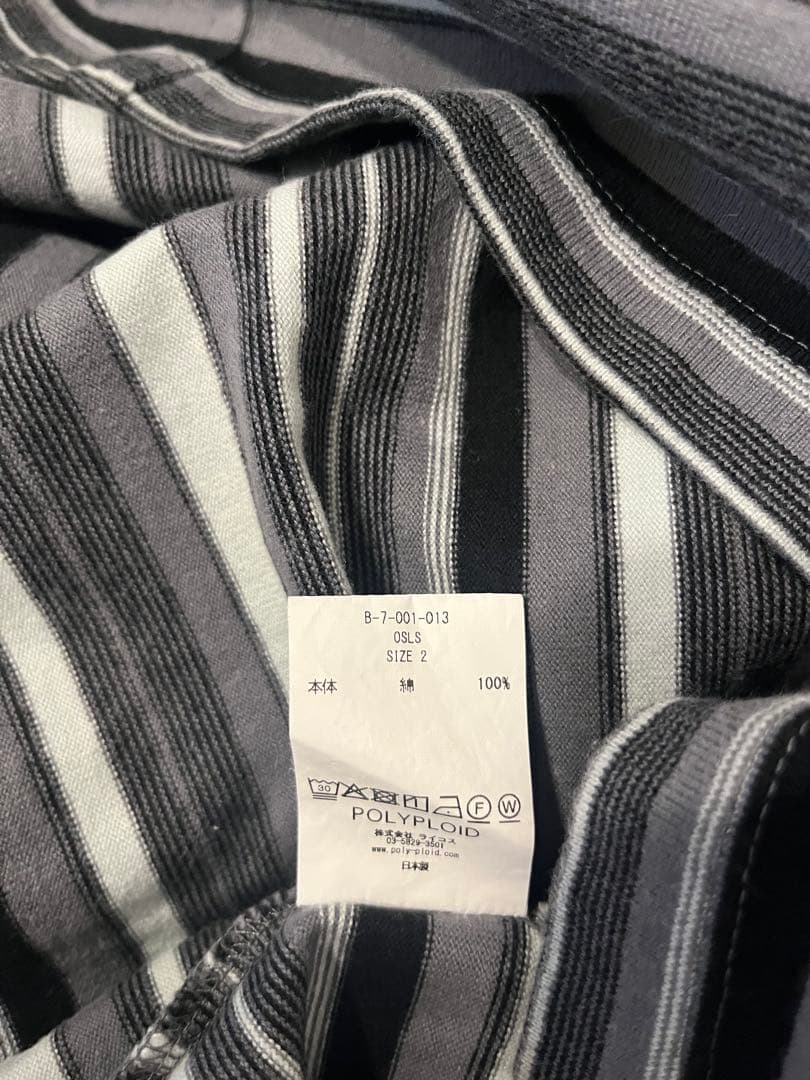 B-7-001-013
OSLS
SIZE 2
本体 綿 100%
30 F W
POLYPLOID
株式会社 ライコス
03-5829-3501
www.poly-ploid.com
日本製